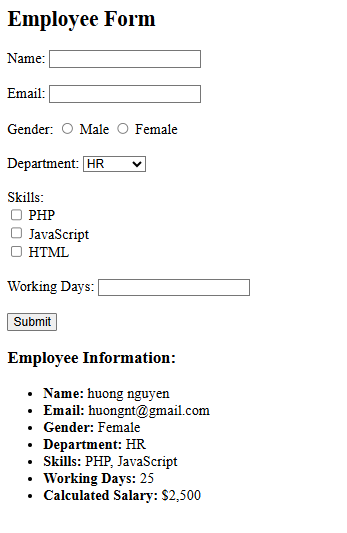 Employee Form
Name:
Email:
Gender: Male Female
Department: HR
Skills:
PHP
JavaScript
HTML
Working Days:
Submit
Employee Information:
Name: huong nguyen
Email: huongnt@gmail.com
Gender: Female
Department: HR
Skills: PHP, JavaScript
Working Days: 25
Calculated Salary: $2,500